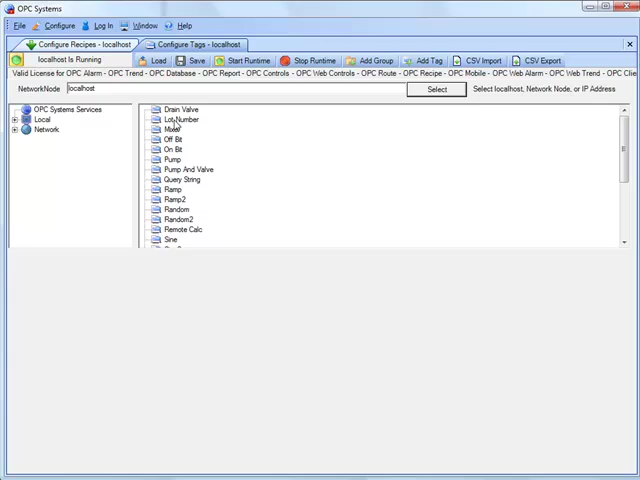 OPC Systems
File Configure Log In Window Help
Configure Recipes - localhost Configure Tags - localhost
localhost Is Running Load Save Start Runtime Stop Runtime Add Group Add Tag CSV Import CSV Export
Valid License for OPC Alarm - OPC Trend - OPC Database - OPC Report - OPC Controls - OPC Web Controls - OPC Route - OPC Recipe - OPC Mobile - OPC Web Alarm - OPC Web Trend - OPC Clie
NetworkNode localhost Select Select localhost, Network Node, or IP Address
OPC Systems Services
Local
Network
Drain Valve
Lot Number
Mixer
Off Bit
On Bit
Pump
Pump And Valve
Query String
Ramp
Ramp2
Random
Random2
Remote Calc
Sine